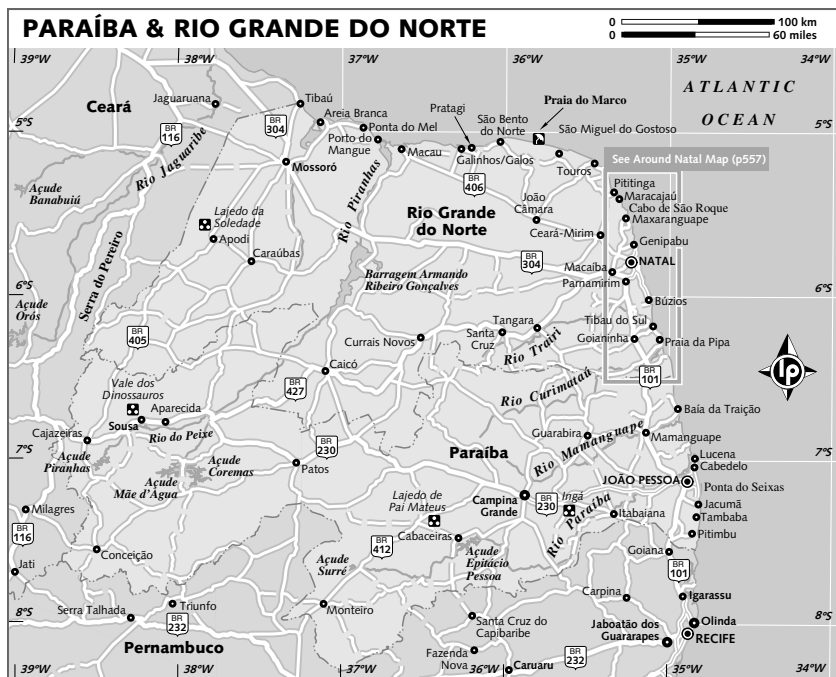 PARAÍBA & RIO GRANDE DO NORTE
0 100 km
0 60 miles
39°W
38°W
37°W
36°W
35°W
34°W
ATLANTIC
OCEAN
Ceará
Jaguaruana
Tibaú
Areia Branca
Ponta do Mel
Porto do
Mangue
Pratagi
São Bento
do Norte
Praia do Marco
São Miguel do Gostoso
5°S
5°S
BR
116
BR
304
Rio Jaguaribe
Mossoró
Macau
Galinhos/Galos
Touros
See Around Natal Map (p557)
BR
406
Açude
Banabuiú
Rio Piranhas
Pititinga
Maracajaú
Cabo de São Roque
Maxaranguape
Lajedo da
Soledade
Apodi
Caraúbas
Rio Grande
do Norte
João
Câmara
Ceará-Mirim
Genipabu
NATAL
BR
304
Macaíba
Parnamirim
Serra do Pereiro
Barragem Armando
Ribeiro Gonçalves
6°S
6°S
Açude
Orós
Búzios
BR
405
Tangara
Santa
Cruz
Currais Novos
Rio Trairi
Tibau do Sul
Goianinha
Praia da Pipa
lp
Vale dos
Dinossauros
Caicó
BR
427
Rio Curimataú
BR
101
Aparecida
Sousa
Rio do Peixe
Baía da Traição
Cajazeiras
BR
230
Guarabira
Rio Mamanguape
Mamanguape
7°S
7°S
Açude
Piranhas
Açude
Coremas
Açude
Mãe d'Agua
Patos
Paraíba
Lucena
Cabedelo
JOÃO PESSOA
Ponta do Seixas
Milagres
Lajedo de
Pai Mateus
Campina
Grande
BR
230
Ingá
Rio Paraíba
Itabaiana
Jacumã
Tambaba
Pitimbu
BR
116
Jati
Conceição
BR
412
Cabaceiras
Açude
Epitácio
Pessoa
Açude
Surré
Goiana
BR
101
Serra Talhada
Triunfo
Monteiro
Carpina
Igarassu
8°S
8°S
BR
232
Santa Cruz do
Capibaribe
Jaboatão dos
Guararapes
Olinda
RECIFE
Pernambuco
Fazenda
Nova
Caruaru
BR
232
39°W
38°W
37°W
36°W
35°W
34°W